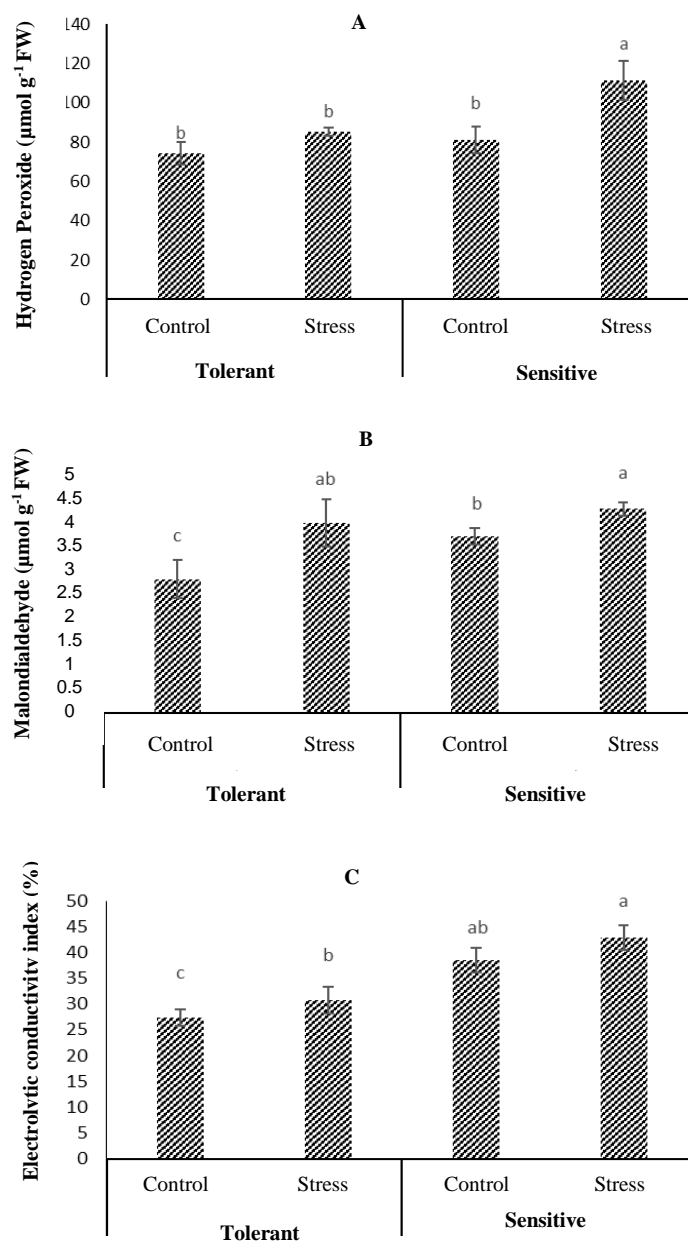 A
Hydrogen Peroxide (µmol g-1 FW)
140
120
100
80
60
40
20
0
b
b
b
a
Control Stress Control Stress
Tolerant Sensitive
B
Malondialdehyde (µmol g-1 FW)
5
4.5
4
3.5
3
2.5
2
1.5
1
0.5
0
c
ab
b
a
Control Stress Control Stress
Tolerant Sensitive
C
Electrolytic conductivity index (%)
50
45
40
35
30
25
20
15
10
5
0
c
b
ab
a
Control Stress Control Stress
Tolerant Sensitive